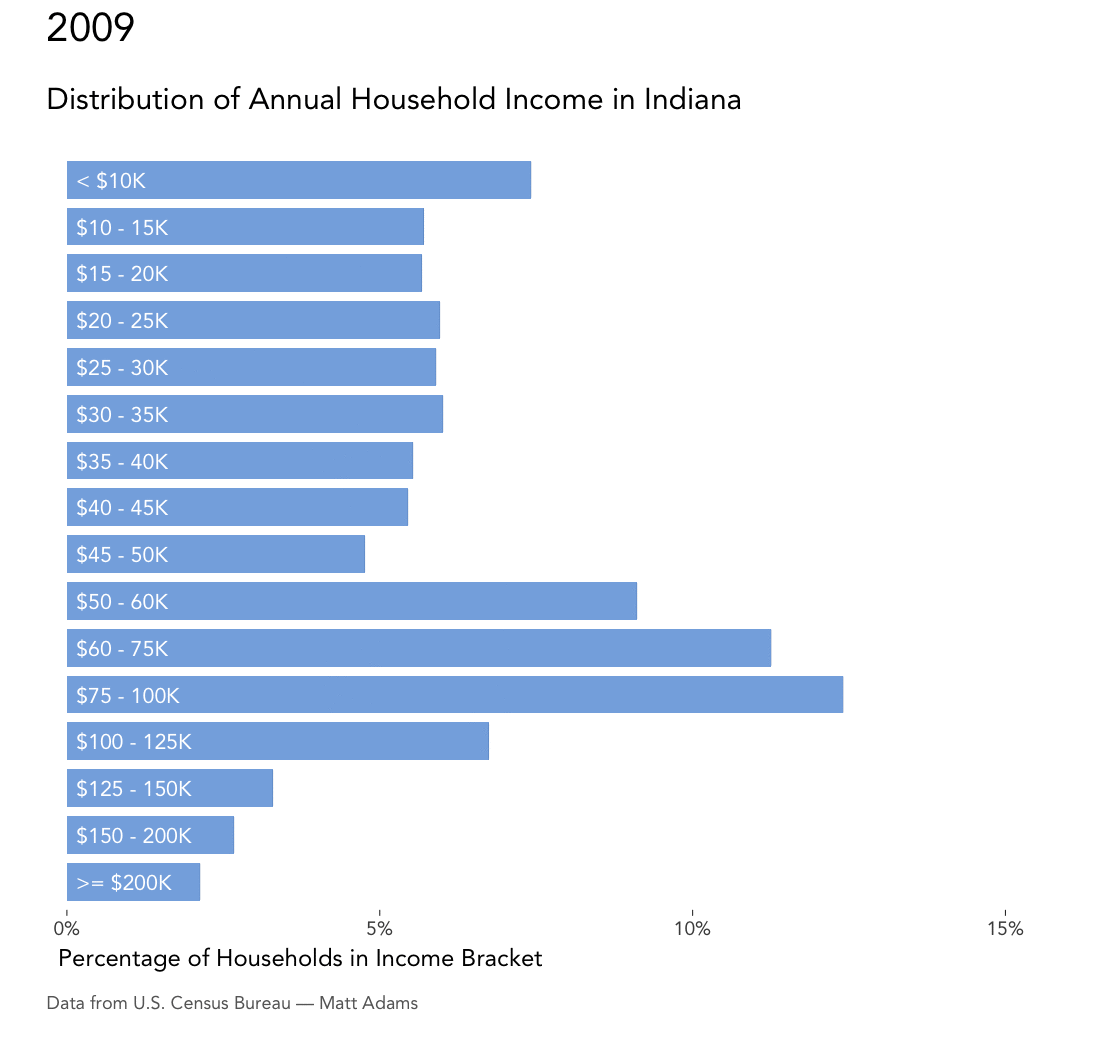 2009
Distribution of Annual Household Income in Indiana
< $10K
$10 - 15K
$15 - 20K
$20 - 25K
$25 - 30K
$30 - 35K
$35 - 40K
$40 - 45K
$45 - 50K
$50 - 60K
$60 - 75K
$75 - 100K
$100 - 125K
$125 - 150K
$150 - 200K
>= $200K
0% 5% 10% 15%
Percentage of Households in Income Bracket
Data from U.S. Census Bureau — Matt Adams